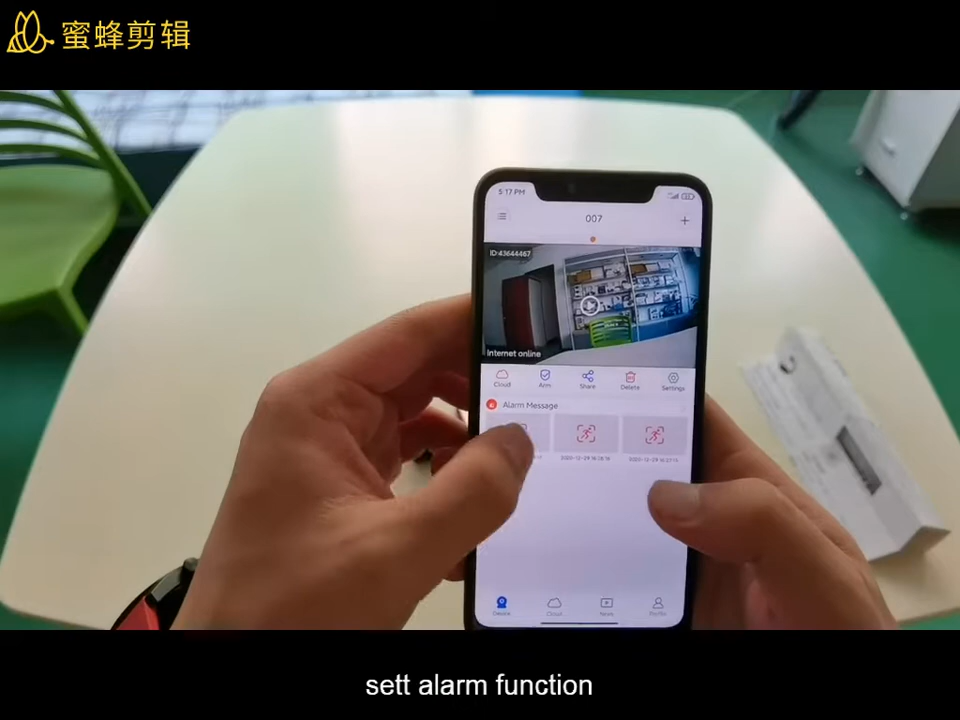 蜜蜂剪辑
5:17 PM
007
ID:43644467
Internet online
Cloud
Arm
Share
Delete
Settings
Alarm Message
Device
Cloud
News
Profile
sett alarm function